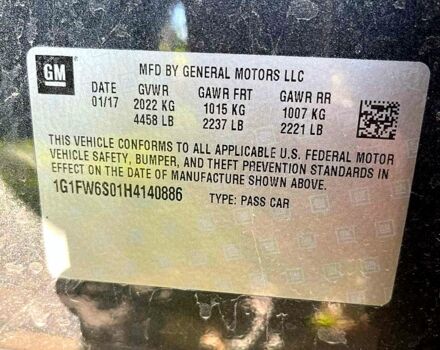 GM
MFD BY GENERAL MOTORS LLC
DATE GVWR GAWR FRT GAWR RR
01/17 2022 KG 1015 KG 1007 KG
4458 LB 2237 LB 2221 LB
THIS VEHICLE CONFORMS TO ALL APPLICABLE U.S. FEDERAL MOTOR
VEHICLE SAFETY, BUMPER, AND THEFT PREVENTION STANDARDS IN
EFFECT ON THE DATE OF MANUFACTURE SHOWN ABOVE.
1G1FW6S01H4140886 TYPE: PASS CAR